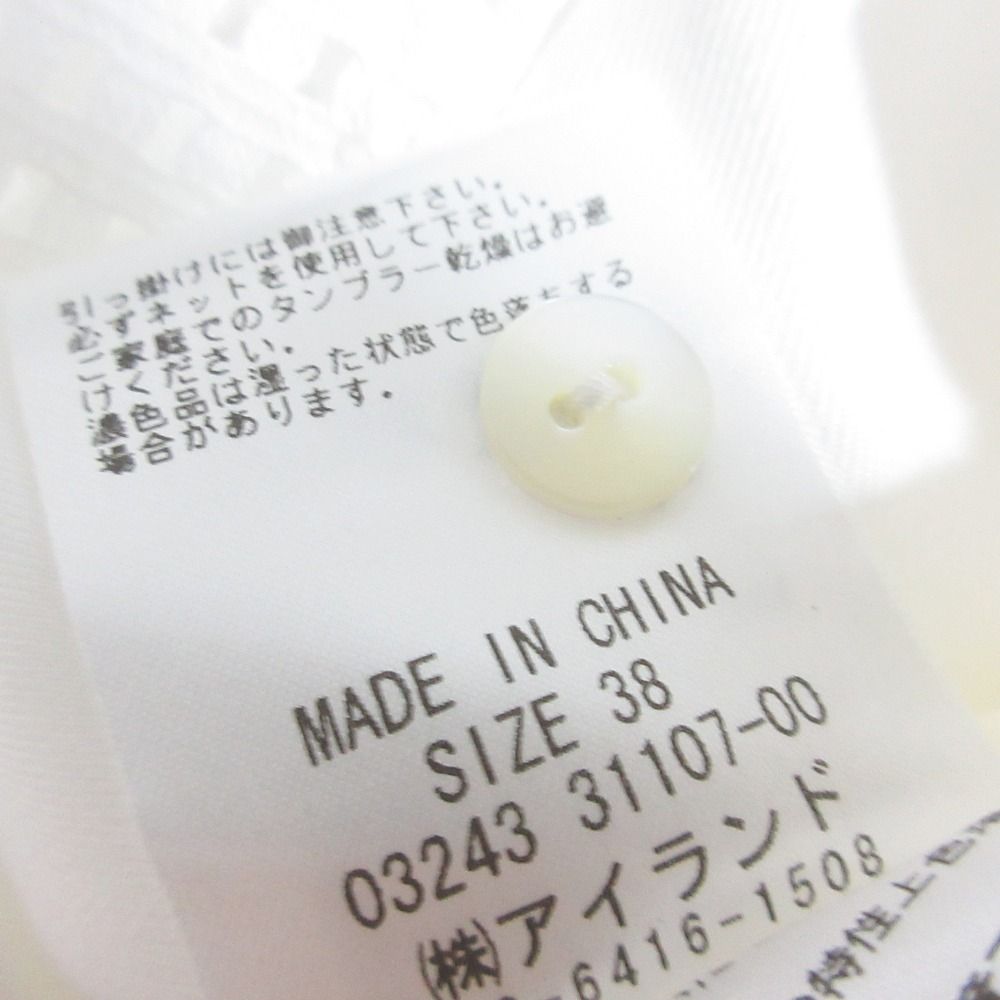 引っ掛けには御注意下さい.
必ずネットを使用して下さい.
ご家庭でのタンブラー乾燥はお避
けください.
濃色品は湿った状態で色落ちする
場合があります.
MADE IN CHINA
SIZE 38
03243 31107-00
㈱アイランド
-6416-1508
特性上色